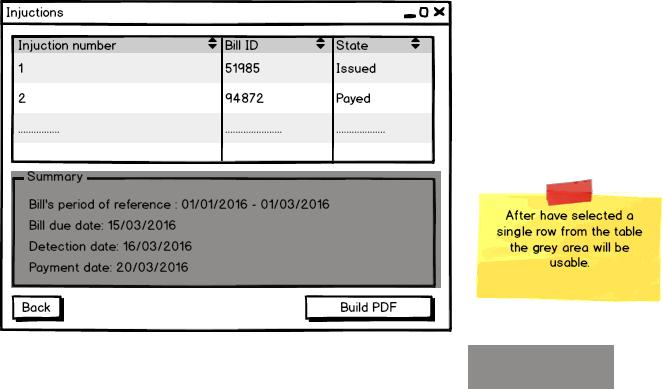 Injuctions
Injuction number Bill ID State
1 51985 Issued
2 94872 Payed
............... ..................... ..................
Summary
Bill's period of reference : 01/01/2016 - 01/03/2016
Bill due date: 15/03/2016
Detection date: 16/03/2016
Payment date: 20/03/2016
Back Build PDF
After have selected a
single row from the table
the grey area will be
usable.